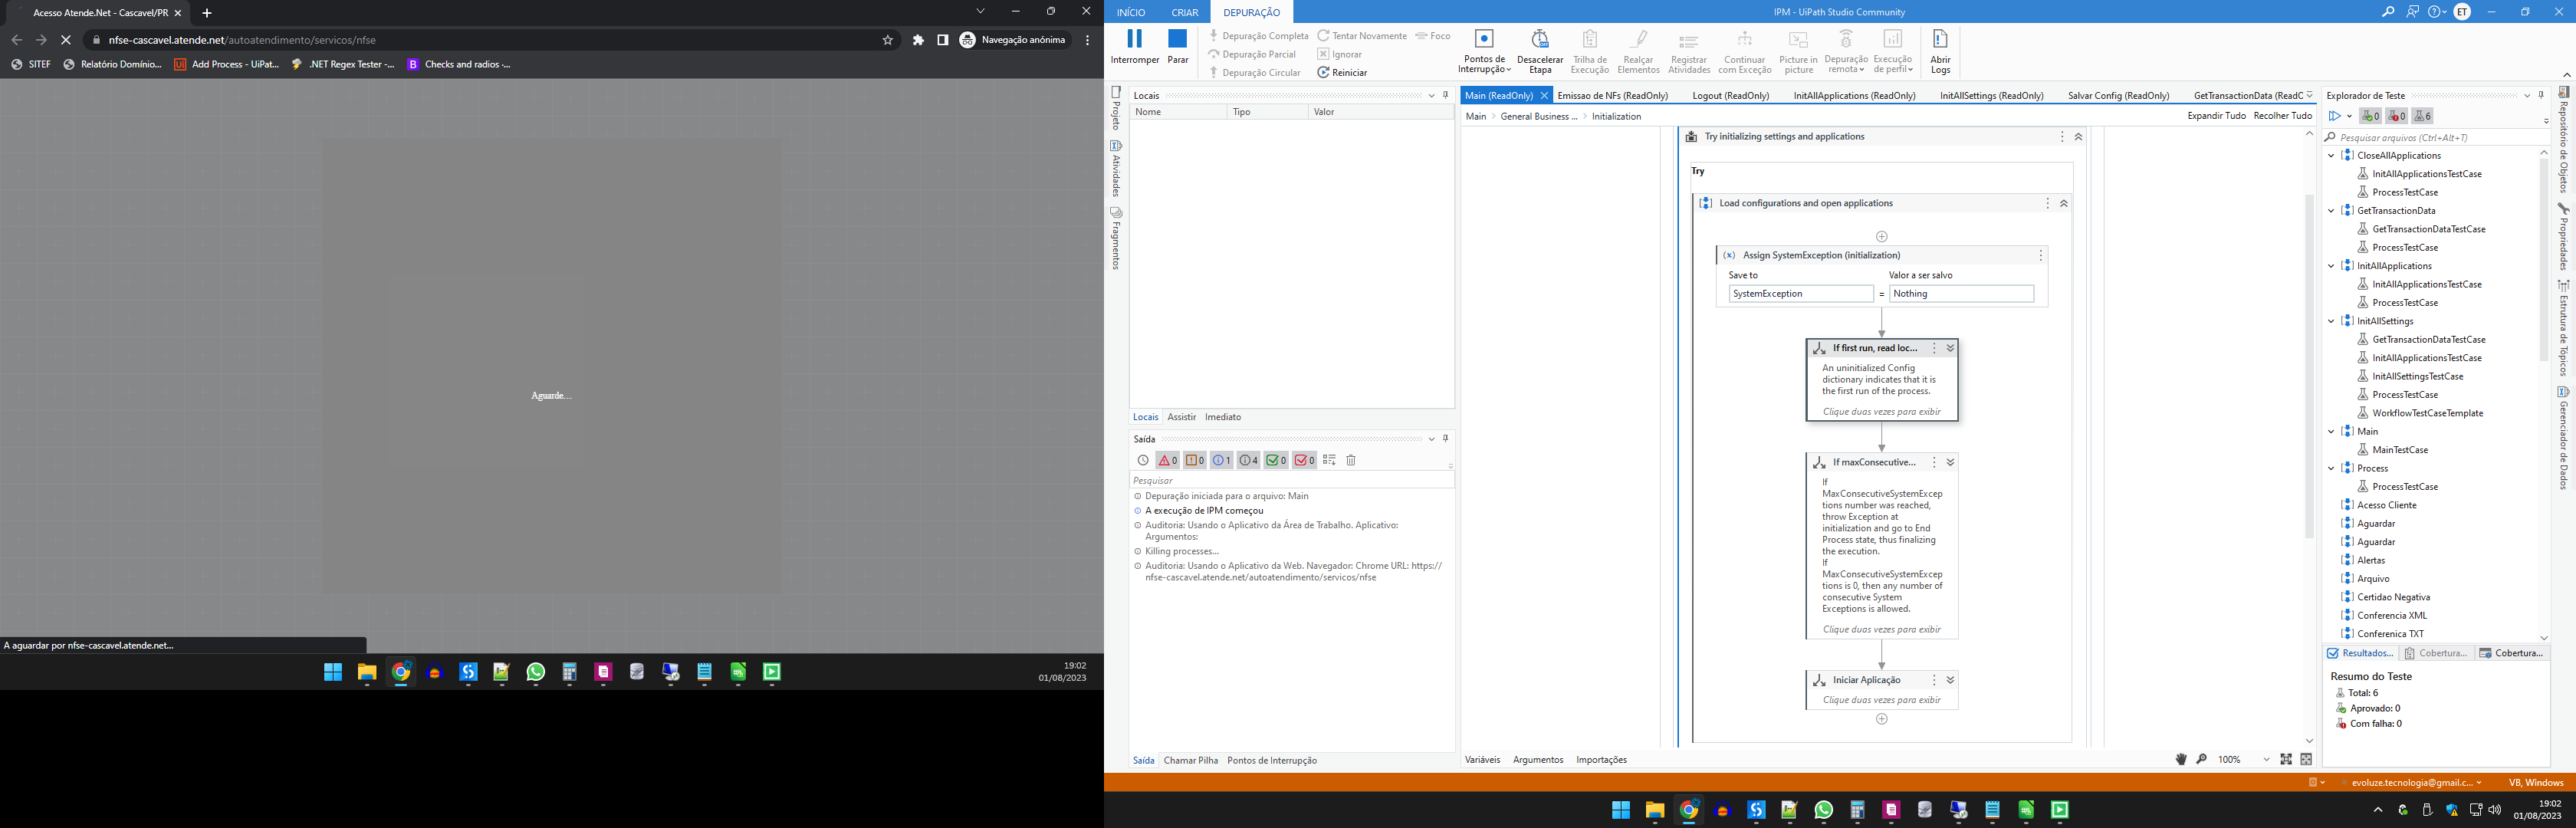 Acesso Atende.Net - Cascavel/PR
nfse-cascavel.atende.net/autoatendimento/servicos/nfse
Navegação anónima
SITEF
Relatório Domínio...
Add Process - UiPat...
.NET Regex Tester -...
Checks and radios ·...
Aguarde...
A aguardar por nfse-cascavel.atende.net...
19:02
01/08/2023
INÍCIO
CRIAR
DEPURAÇÃO
IPM - UiPath Studio Community
ET
Interromper
Parar
Depuração Completa
Depuração Parcial
Depuração Circular
Tentar Novamente
Ignorar
Reiniciar
Foco
Pontos de Interrupção
Desacelerar Etapa
Trilha de Execução
Realçar Elementos
Registrar Atividades
Continuar com Exceção
Picture in picture
Depuração remota
Execução de perfil
Abrir Logs
Projeto
Atividades
Fragmentos
Locais
Nome
Tipo
Valor
Locais
Assistir
Imediato
Saída
0
0
1
4
0
0
Pesquisar
Depuração iniciada para o arquivo: Main
A execução de IPM começou
Auditoria: Usando o Aplicativo da Área de Trabalho. Aplicativo:
Argumentos:
Killing processes...
Auditoria: Usando o Aplicativo da Web. Navegador: Chrome URL: https://
nfse-cascavel.atende.net/autoatendimento/servicos/nfse
Saída
Chamar Pilha
Pontos de Interrupção
Main (ReadOnly)
Emissao de NFs (ReadOnly)
Logout (ReadOnly)
InitAllApplications (ReadOnly)
InitAllSettings (ReadOnly)
Salvar Config (ReadOnly)
GetTransactionData (ReadC
Main
General Business ...
Initialization
Expandir Tudo
Recolher Tudo
Try initializing settings and applications
Try
Load configurations and open applications
Assign SystemException (initialization)
Save to
Valor a ser salvo
SystemException
=
Nothing
If first run, read loc...
An uninitialized Config
dictionary indicates that it is
the first run of the process.
Clique duas vezes para exibir
If maxConsecutive...
If
MaxConsecutiveSystemExcep
tions number was reached,
throw Exception at
initialization and go to End
Process state, thus finalizing
the execution.
If
MaxConsecutiveSystemExcep
tions is 0, then any number of
consecutive System
Exceptions is allowed.
Clique duas vezes para exibir
Iniciar Aplicação
Clique duas vezes para exibir
Variáveis
Argumentos
Importações
100%
Explorador de Teste
0
0
6
Pesquisar arquivos (Ctrl+Alt+T)
CloseAllApplications
InitAllApplicationsTestCase
ProcessTestCase
GetTransactionData
GetTransactionDataTestCase
ProcessTestCase
InitAllApplications
InitAllApplicationsTestCase
ProcessTestCase
InitAllSettings
GetTransactionDataTestCase
InitAllApplicationsTestCase
InitAllSettingsTestCase
ProcessTestCase
WorkflowTestCaseTemplate
Main
MainTestCase
Process
ProcessTestCase
Acesso Cliente
Aguardar
Aguardar
Alertas
Arquivo
Certidao Negativa
Conferencia XML
Conferenica TXT
Resultados...
Cobertura...
Cobertura...
Resumo do Teste
Total: 6
Aprovado: 0
Com falha: 0
Repositório de Objetos
Propriedades
Estrutura de Tópicos
Gerenciador de Dados
evoluze.tecnologia@gmail.c...
VB, Windows
19:02
01/08/2023